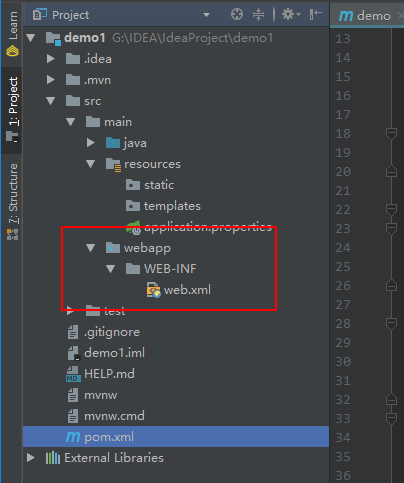 Learn
1: Project
7: Structure
Project
demo1 G:\IDEA\IdeaProject\demo1
.idea
.mvn
src
main
java
resources
static
templates
application.properties
webapp
WEB-INF
web.xml
test
.gitignore
demo1.iml
HELP.md
mvnw
mvnw.cmd
m pom.xml
External Libraries
m demo
13
14
15
16
17
18
19
20
21
22
23
24
25
26
27
28
29
30
31
32
33
34
35
36